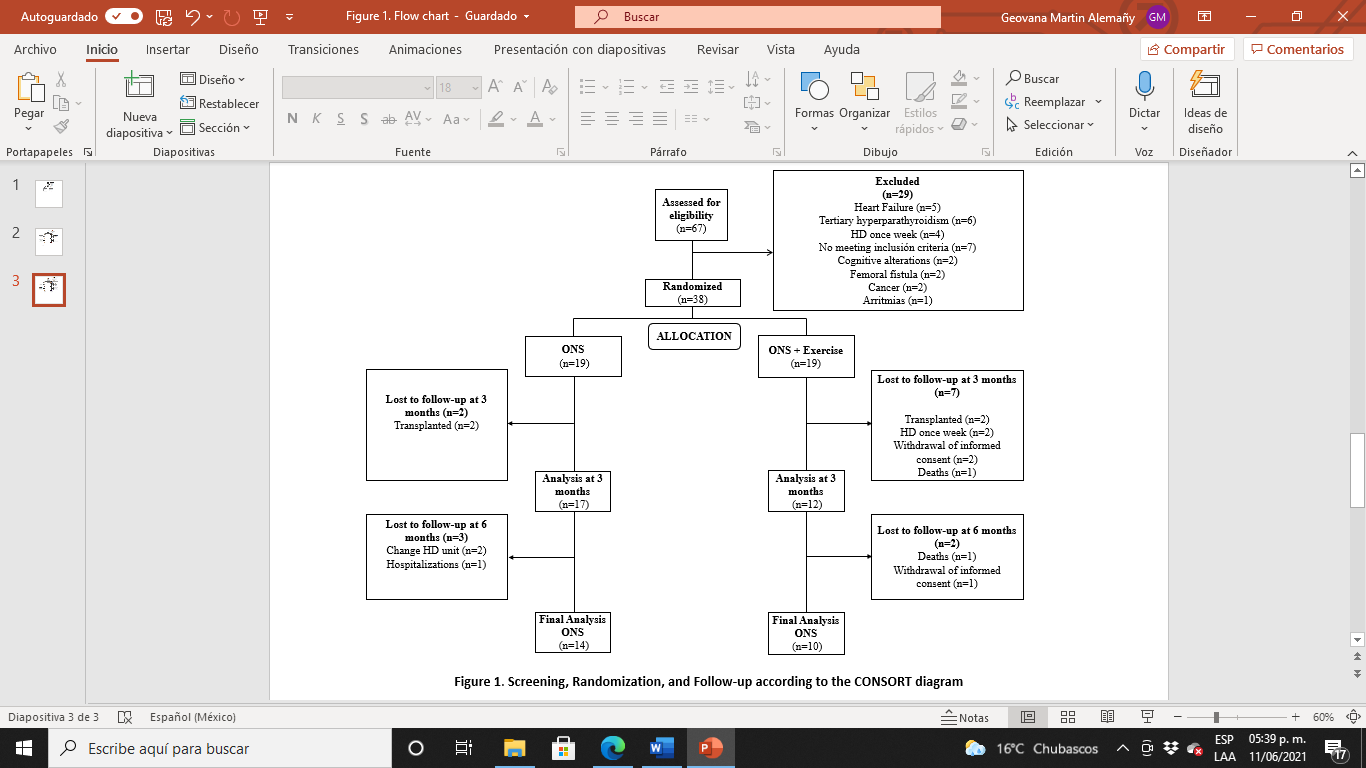 Autoguardado
Figure 1. Flow chart - Guardado
Buscar
Geovana Martin Alemañy
GM
Archivo
Inicio
Insertar
Diseño
Transiciones
Animaciones
Presentación con diapositivas
Revisar
Vista
Ayuda
Compartir
Comentarios
Pegar
Nueva
diapositiva
Diseño
Restablecer
Sección
18
N K S S ab AV Aa
A
Formas
Organizar
Estilos
rápidos
Buscar
Reemplazar
Seleccionar
Dictar
Ideas de
diseño
Portapapeles
Diapositivas
Fuente
Párrafo
Dibujo
Edición
Voz
Diseñador
1
2
3
Assessed for
eligibility
(n=67)
Excluded
(n=29)
Heart Failure (n=5)
Tertiary hyperparathyroidism (n=6)
HD once week (n=4)
No meeting inclusión criteria (n=7)
Cognitive alterations (n=2)
Femoral fistula (n=2)
Cancer (n=2)
Arritmias (n=1)
Randomized
(n=38)
ALLOCATION
ONS
(n=19)
ONS + Exercise
(n=19)
Lost to follow-up at 3
months (n=2)
Transplanted (n=2)
Lost to follow-up at 3 months
(n=7)
Transplanted (n=2)
HD once week (n=2)
Withdrawal of informed
consent (n=2)
Deaths (n=1)
Analysis at 3
months
(n=17)
Analysis at 3
months
(n=12)
Lost to follow-up at 6
months (n=3)
Change HD unit (n=2)
Hospitalizations (n=1)
Lost to follow-up at 6 months
(n=2)
Deaths (n=1)
Withdrawal of informed
consent (n=1)
Final Analysis
ONS
(n=14)
Final Analysis
ONS
(n=10)
Figure 1. Screening, Randomization, and Follow-up according to the CONSORT diagram
Diapositiva 3 de 3
Español (México)
Notas
60%
Escribe aquí para buscar
16°C Chubascos
ESP
LAA
05:39 p. m.
11/06/2021
17